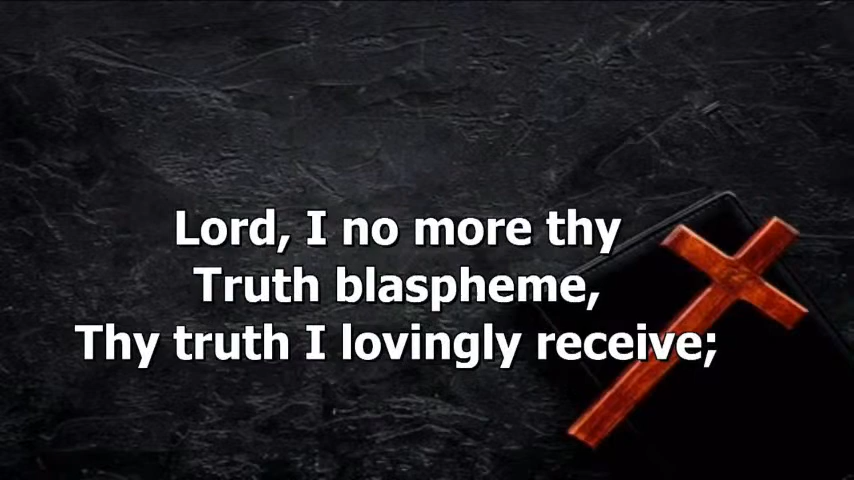 Lord, I no more thy
Truth blaspheme,
Thy truth I lovingly receive;